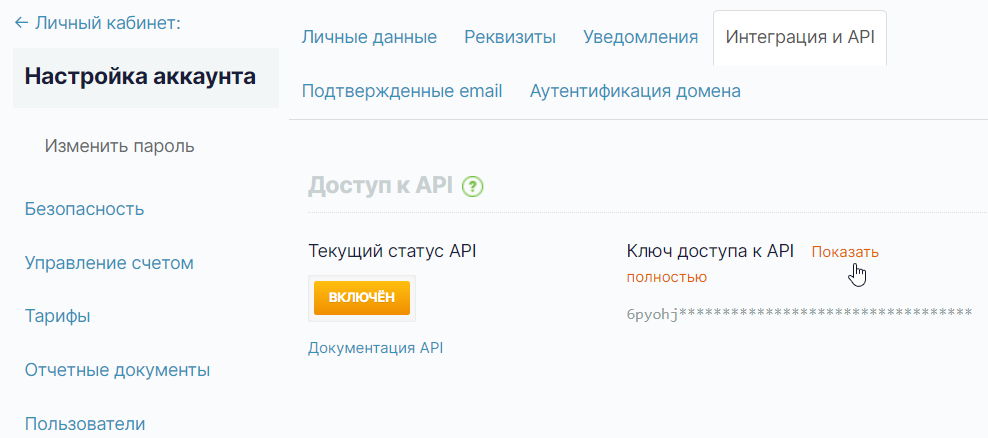 ← Личный кабинет:
Настройка аккаунта
Изменить пароль
Безопасность
Управление счетом
Тарифы
Отчетные документы
Пользователи
Личные данные Реквизиты Уведомления Интеграция и API
Подтвержденные email Аутентификация домена
Доступ к API ?
Текущий статус API
ВКЛЮЧЁН
Документация API
Ключ доступа к API Показать
полностью
6pyohj**********************************